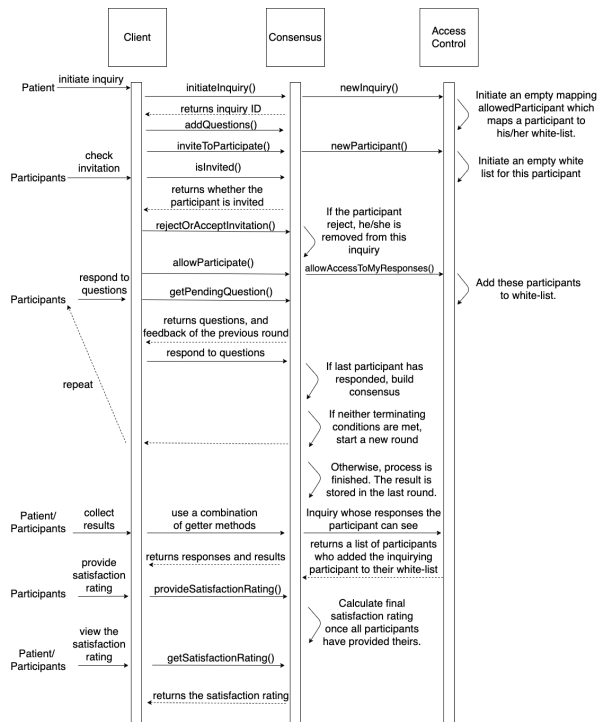 Client
Consensus
Access
Control
Patient
initiate inquiry
initiateInquiry()
newInquiry()
Initiate an empty mapping
allowedParticipant which
maps a participant to
his/her white-list.
returns inquiry ID
addQuestions()
inviteToParticipate()
newParticipant()
Initiate an empty white
list for this participant
Participants
check
invitation
isInvited()
returns whether the
participant is invited
rejectOrAcceptInvitation()
If the participant
reject, he/she is
removed from this
inquiry
allowParticipate()
allowAccessToMyResponses()
Add these participants
to white-list.
Participants
respond to
questions
getPendingQuestion()
returns questions, and
feedback of the previous round
respond to questions
If last participant has
responded, build
consensus
repeat
If neither terminating
conditions are met,
start a new round
Otherwise, process is
finished. The result is
stored in the last round.
Patient/
Participants
collect
results
use a combination
of getter methods
Inquiry whose responses the
participant can see
returns a list of participants
who added the inquirying
participant to their white-list
returns responses and results
Participants
provide
satisfaction
rating
provideSatisfactionRating()
Calculate final
satisfaction rating
once all participants
have provided theirs.
Patient/
Participants
view the
satisfaction
rating
getSatisfactionRating()
returns the satisfaction rating